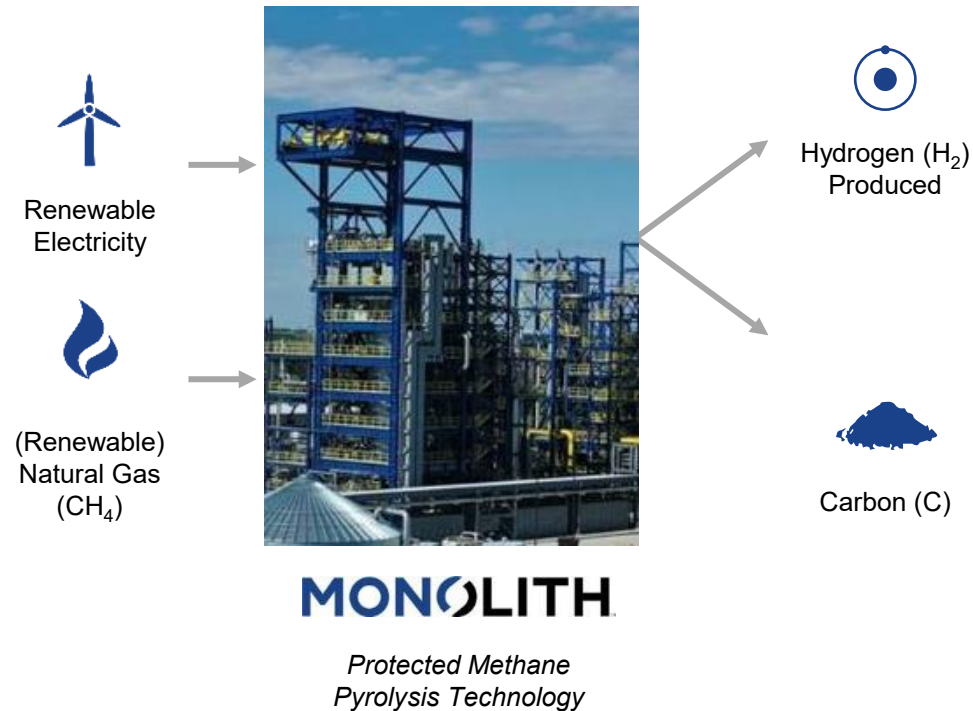 Renewable
Electricity
(Renewable)
Natural Gas
(CH₄)
MONOLITH
Protected Methane
Pyrolysis Technology
Hydrogen (H₂)
Produced
Carbon (C)